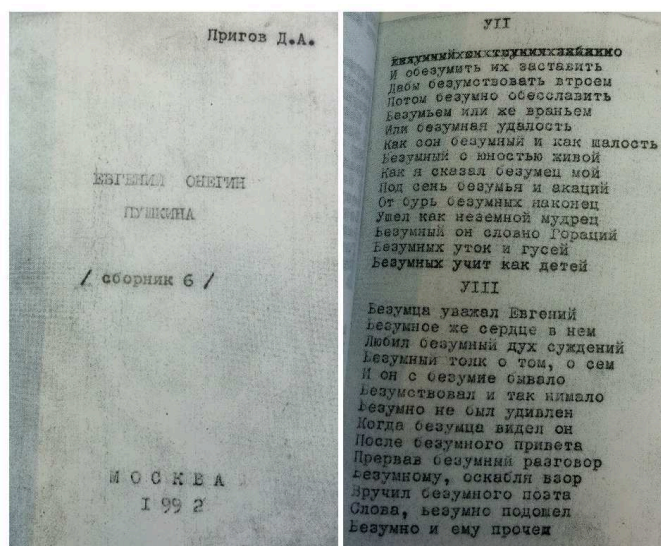 Пригов Д.А.
ЕВГЕНИЙ ОНЕГИН
ПУШКИНА
/ сборник 6 /
МОСКВА
1992
УІІ
И обезумить их заставить
Дабы безумствовать втроем
Потом безумно обесславить
Безумьем или же враньем
Или безумная удалость
Как сон безумный и как шалость
Безумный о юностью живой
Как я сказал безумец мой
Под сень безумья и акаций
От бурь безумных наконец
Ушел как неземной мудрец
Безумный он словно Гораций
Безумных уток и гусей
Безумных учит как детей
УІІІ
Безумца уважал Евгений
Безумное же сердце в нем
Любил безумный дух суждений
Безумный толк о том, о сем
И он с безумие бывало
Безумствовал и так нимало
Безумно не был удивлен
Когда безумца видел он
После безумного привета
Прервав безумный разговор
Безумному, оскабля взор
Вручил безумного поэта
Слова, безумно подошел
Безумно и ему прочел